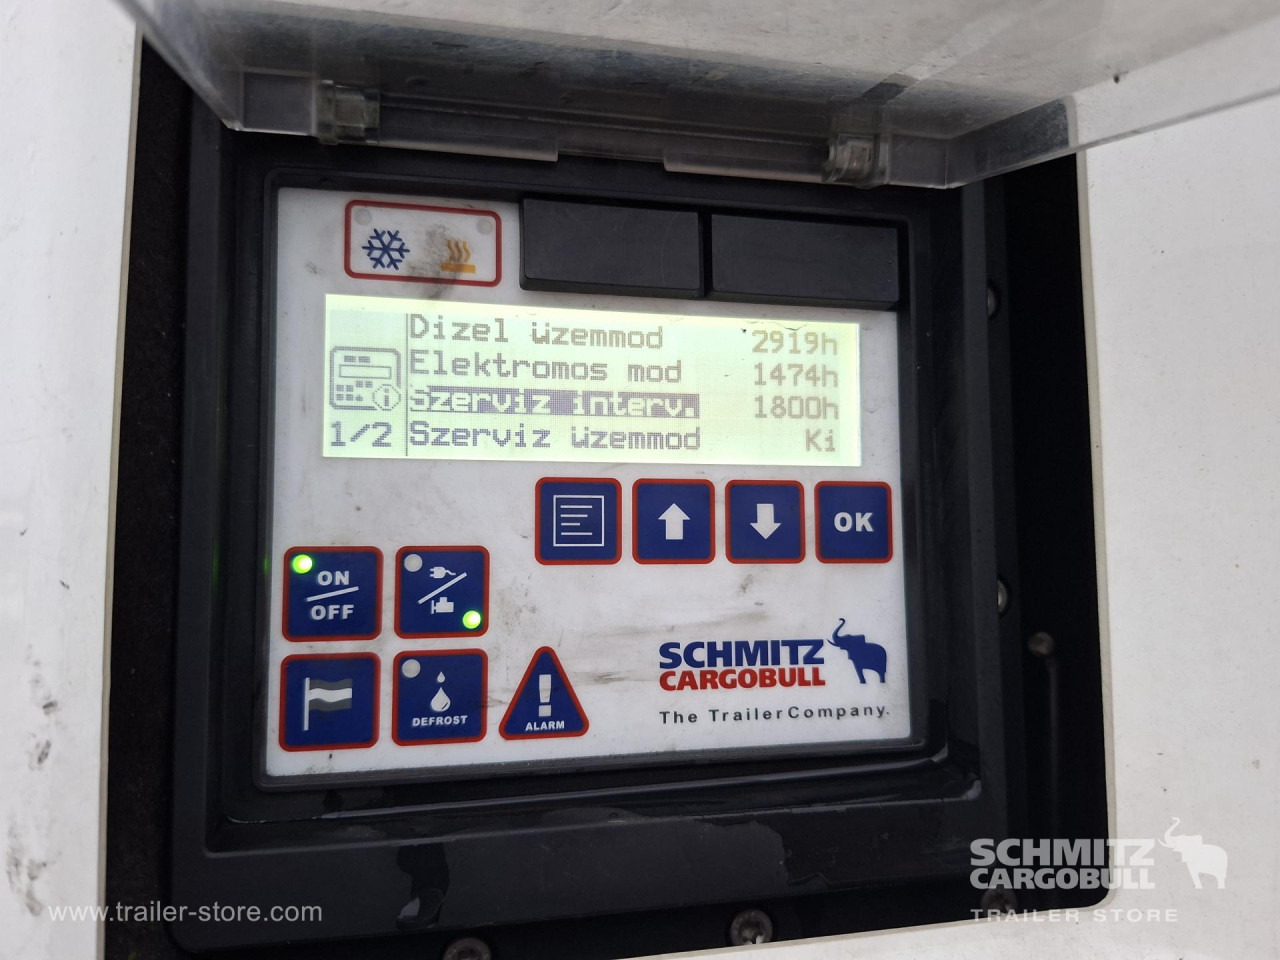 Dizel üzemmod 2919h
Elektromos mod 1474h
Szerviz interv. 1800h
1/2 Szerviz üzemmod Ki
OK
ON
OFF
DEFROST
ALARM
SCHMITZ
CARGOBULL
The TrailerCompany.
www.trailer-store.com
SCHMITZ
CARGOBULL
TRAILER STORE